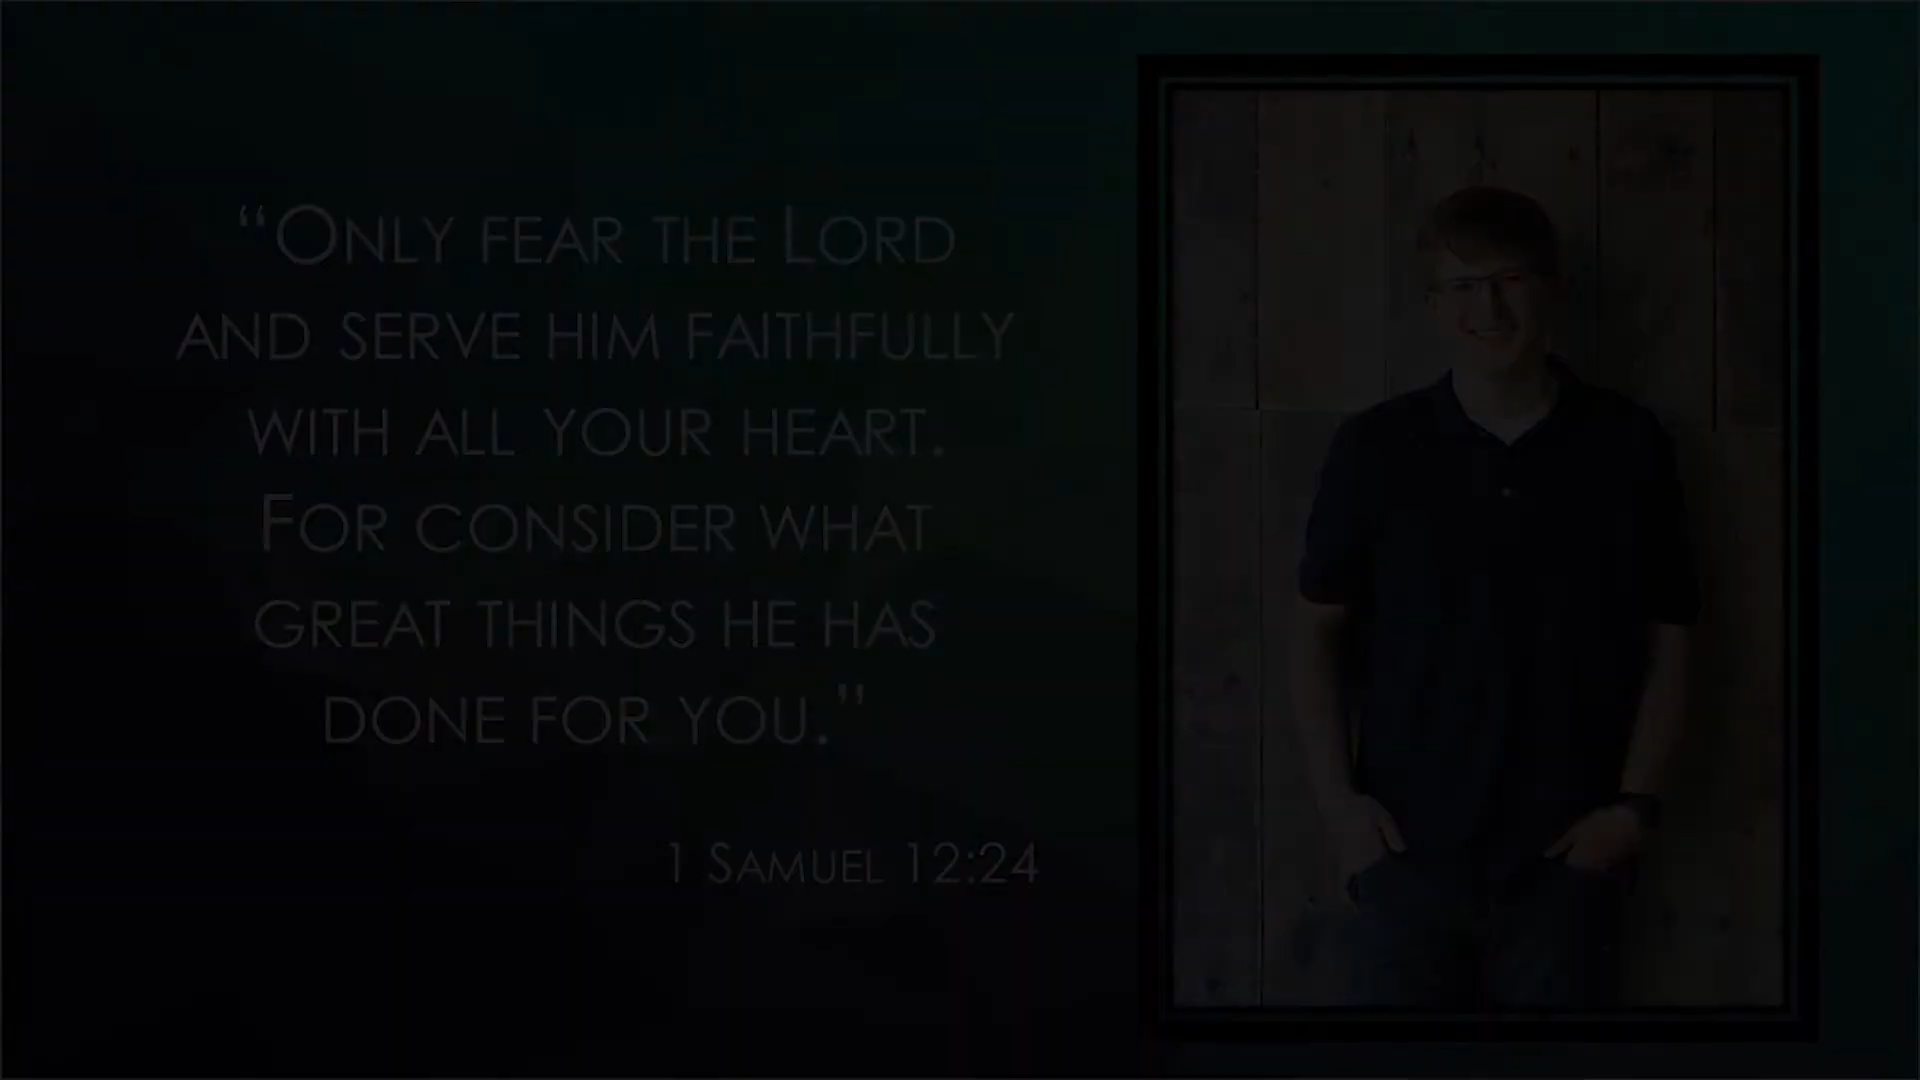 “Only fear the Lord
and serve him faithfully
with all your heart.
For consider what
great things he has
done for you.”
1 Samuel 12:24